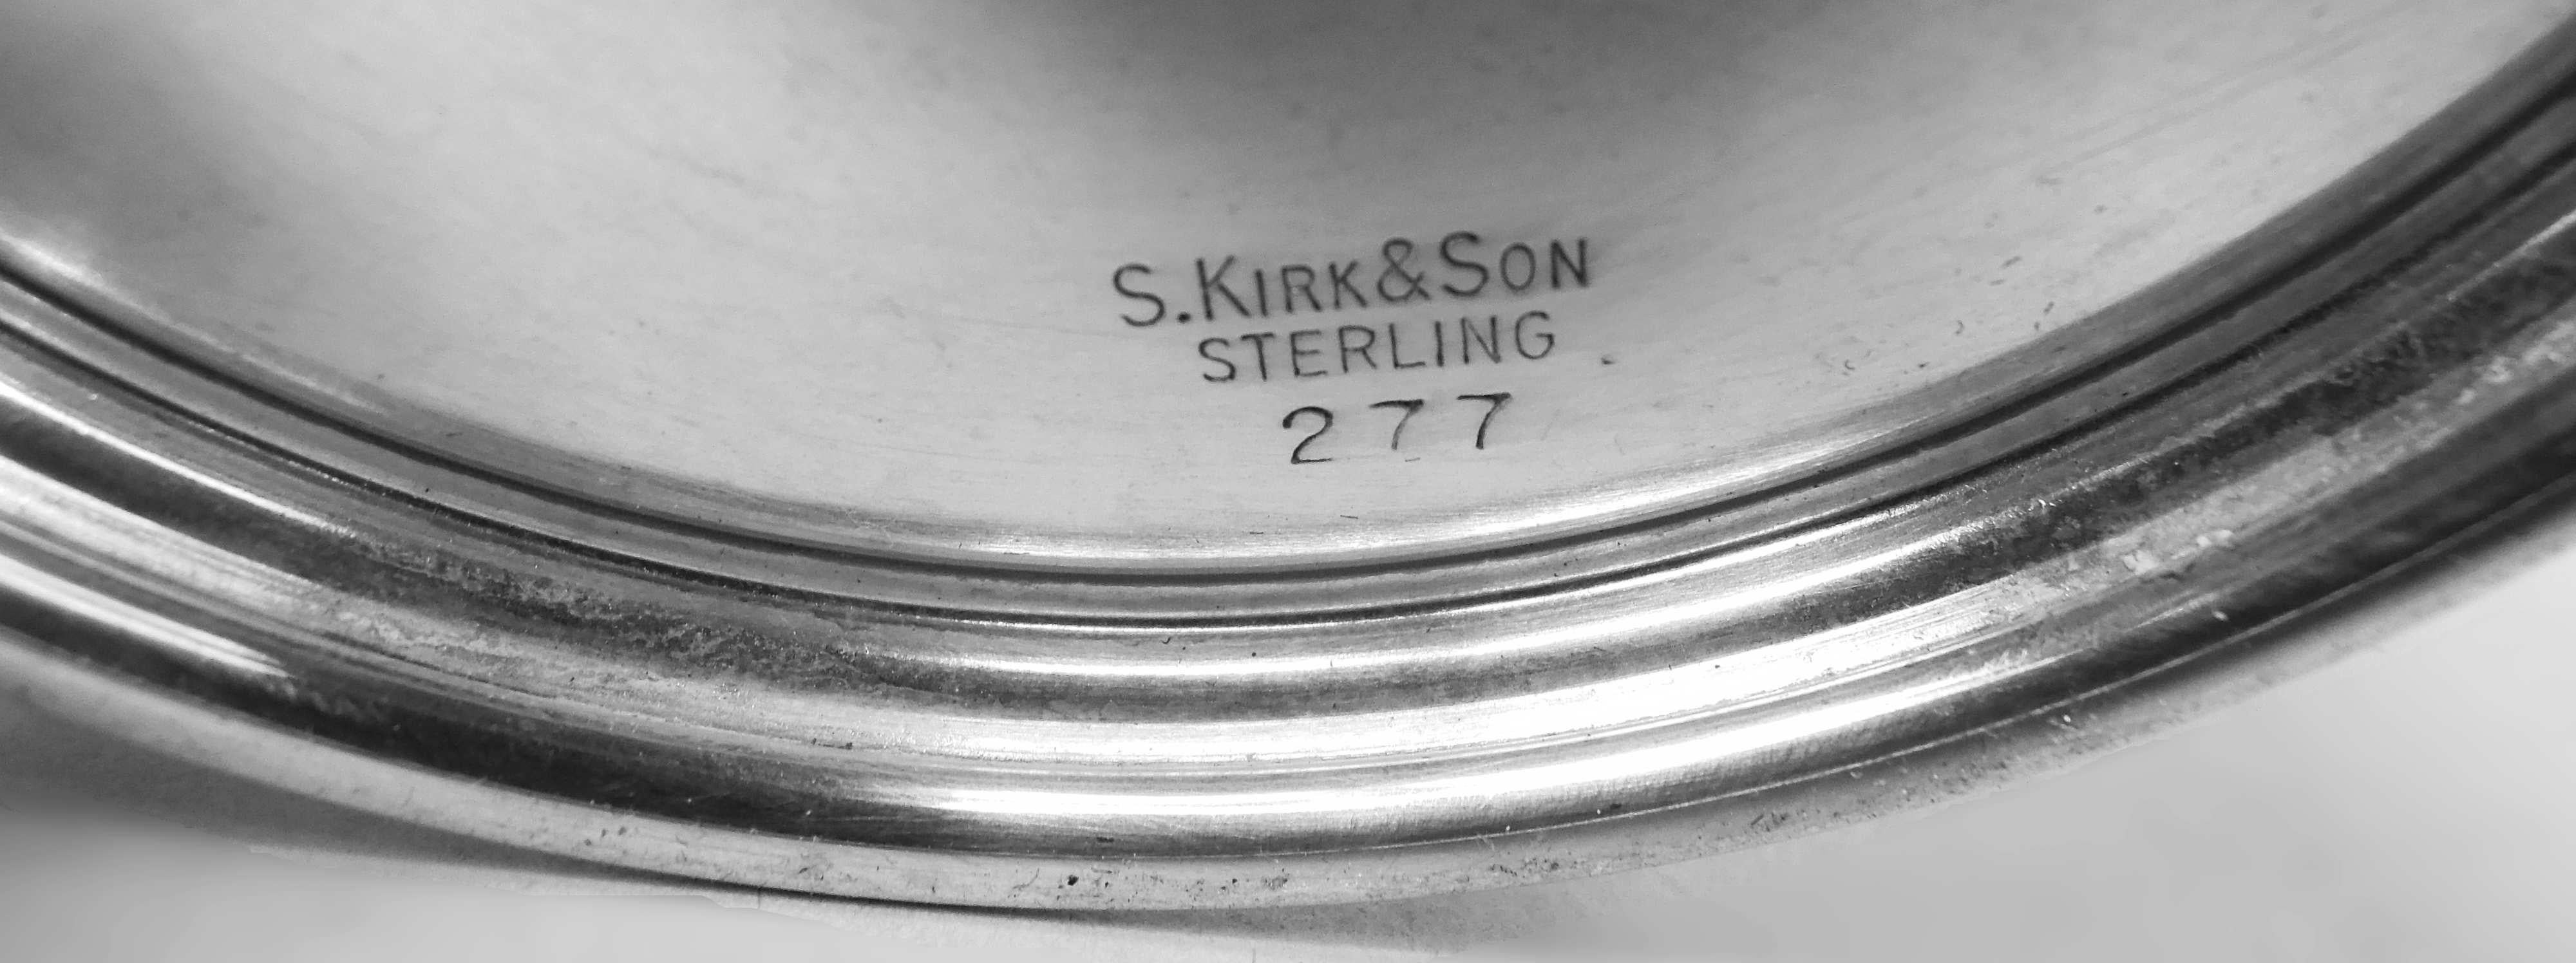 S. KIRK & SON
STERLING
277